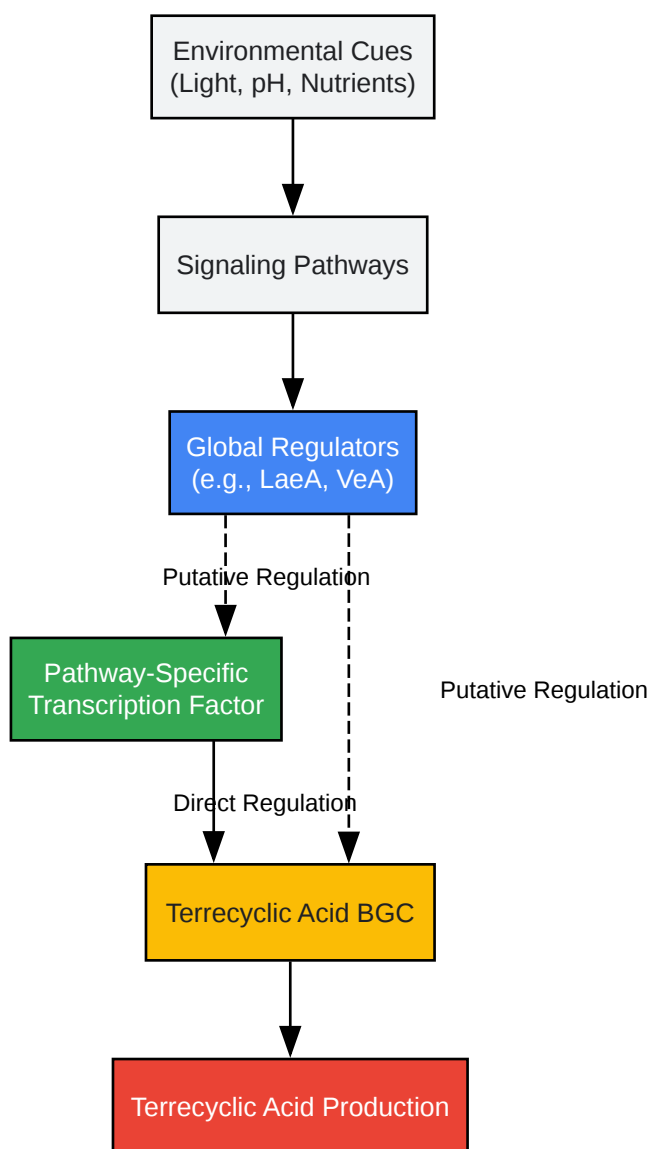 Environmental Cues
(Light, pH, Nutrients)
Signaling Pathways
Global Regulators
(e.g., LaeA, VeA)
Putative Regulation
Pathway-Specific
Transcription Factor
Putative Regulation
Direct Regulation
Terrecyclic Acid BGC
Terrecyclic Acid Production